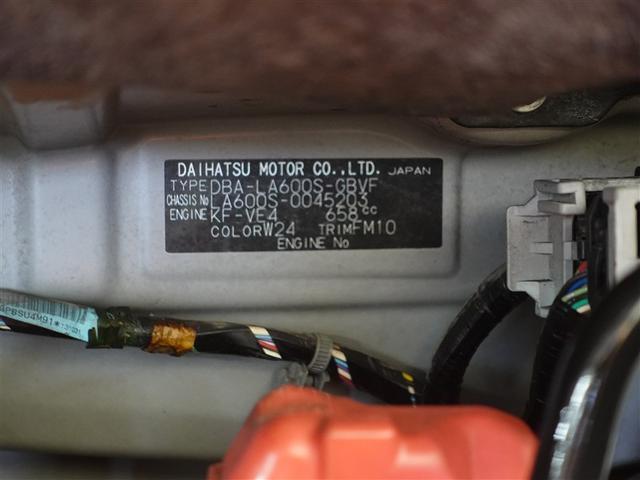 DAIHATSU MOTOR CO.,LTD. JAPAN
TYPE DBA-LA600S-GBVF
CHASSIS No LA600S-0045203
ENGINE KF-VE4 658cc
COLOR W24 TRIM FM10
ENGINE No